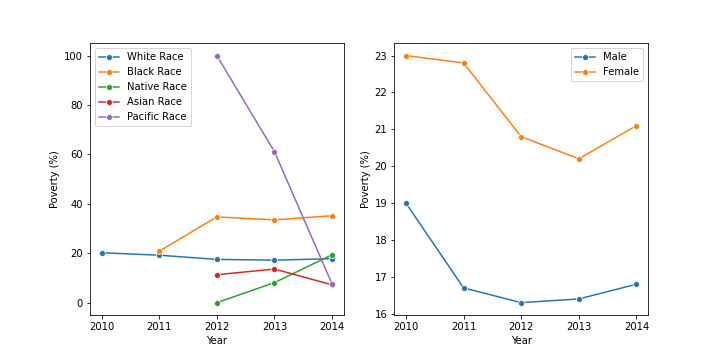 White Race
Black Race
Native Race
Asian Race
Pacific Race
100
80
60
40
20
0
Poverty (%)
2010 2011 2012 2013 2014
Year
Male
Female
23
22
21
20
19
18
17
16
Poverty (%)
2010 2011 2012 2013 2014
Year